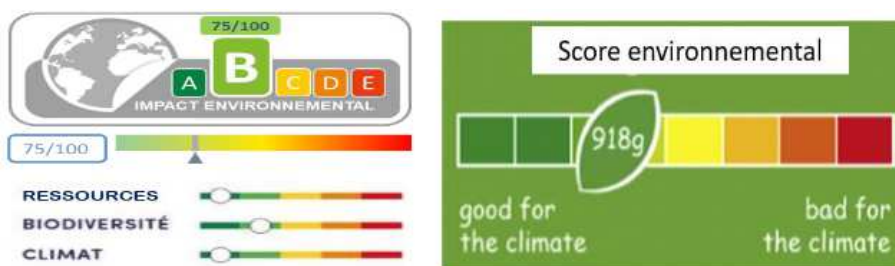 75/100
A B C D E
IMPACT ENVIRONNEMENTAL
75/100
RESSOURCES
BIODIVERSITÉ
CLIMAT
Score environnemental
918g
good for
the climate
bad for
the climate